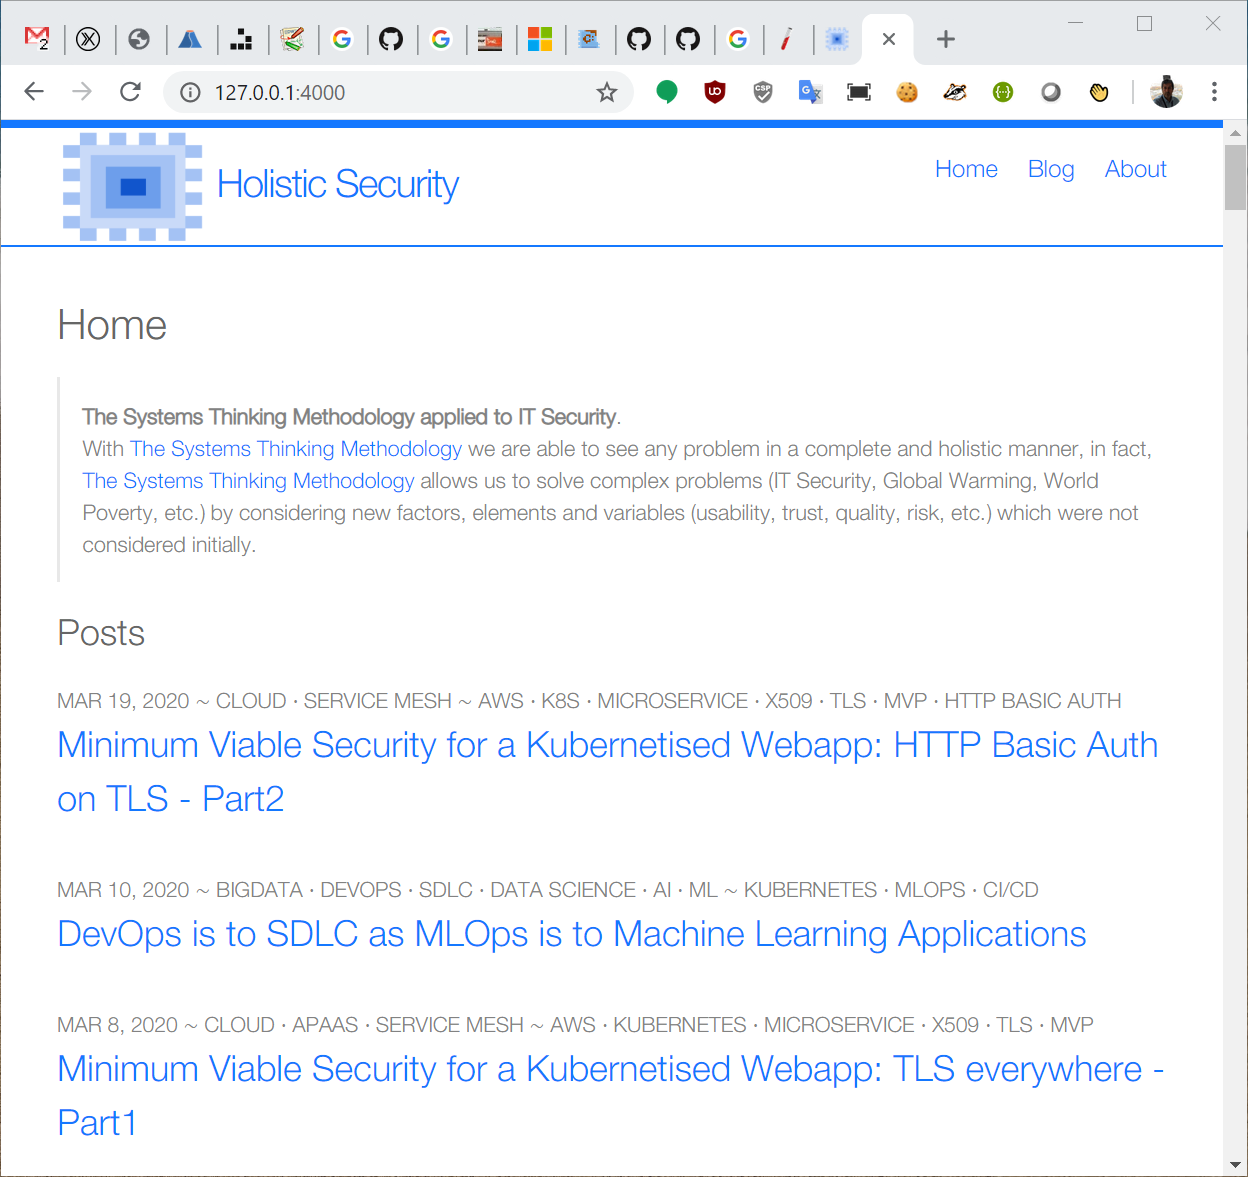 2
127.0.0.1:4000
CSP
Holistic Security
Home Blog About
Home
The Systems Thinking Methodology applied to IT Security.
With The Systems Thinking Methodology we are able to see any problem in a complete and holistic manner, in fact,
The Systems Thinking Methodology allows us to solve complex problems (IT Security, Global Warming, World
Poverty, etc.) by considering new factors, elements and variables (usability, trust, quality, risk, etc.) which were not
considered initially.
Posts
MAR 19, 2020 ~ CLOUD · SERVICE MESH ~ AWS · K8S · MICROSERVICE · X509 · TLS · MVP · HTTP BASIC AUTH
Minimum Viable Security for a Kubernetised Webapp: HTTP Basic Auth
on TLS - Part2
MAR 10, 2020 ~ BIGDATA · DEVOPS · SDLC · DATA SCIENCE · AI · ML ~ KUBERNETES · MLOPS · CI/CD
DevOps is to SDLC as MLOps is to Machine Learning Applications
MAR 8, 2020 ~ CLOUD · APAAS · SERVICE MESH ~ AWS · KUBERNETES · MICROSERVICE · X509 · TLS · MVP
Minimum Viable Security for a Kubernetised Webapp: TLS everywhere -
Part1